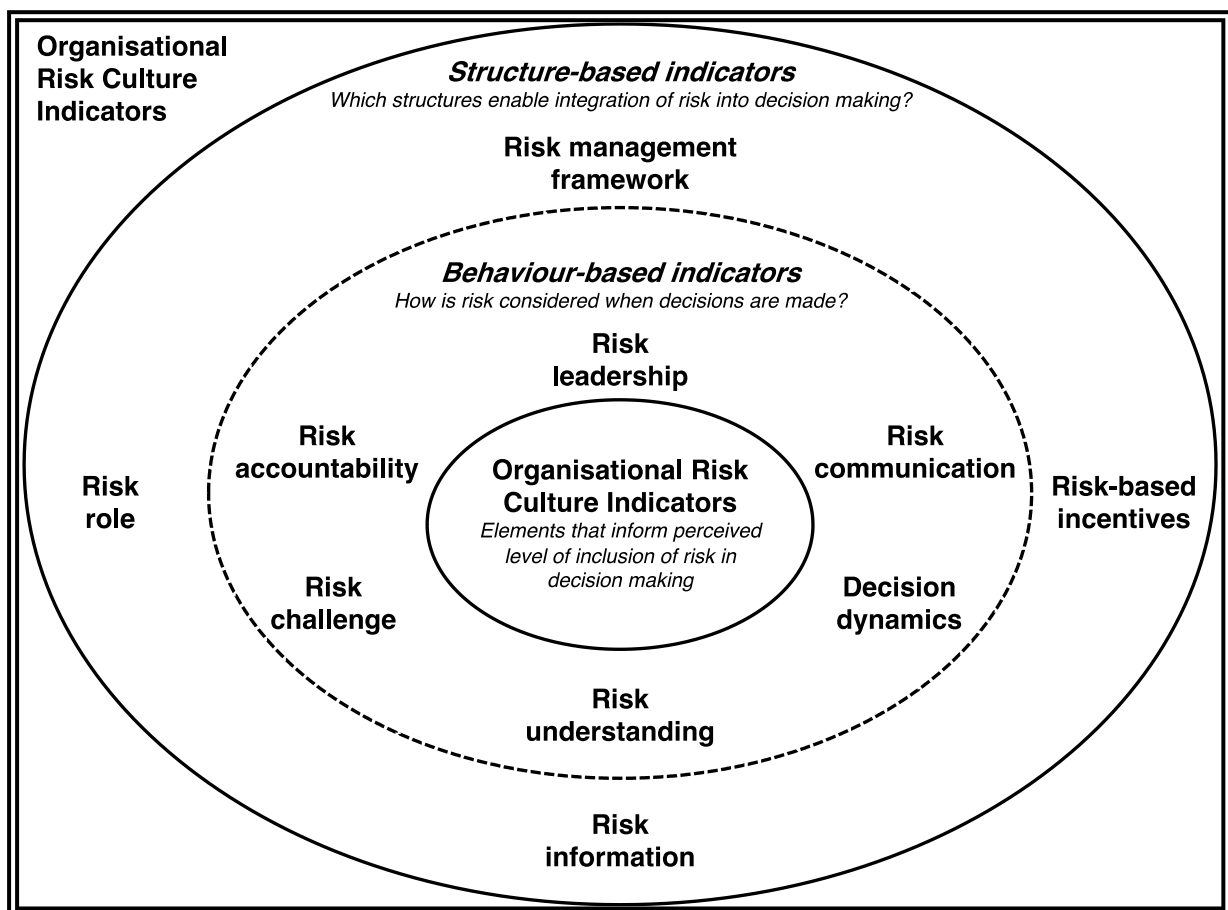 Organisational
Risk Culture
Indicators
Structure-based indicators
Which structures enable integration of risk into decision making?
Risk management
framework
Behaviour-based indicators
How is risk considered when decisions are made?
Risk
leadership
Risk
accountability
Risk
communication
Risk
role
Organisational Risk
Culture Indicators
Elements that inform perceived
level of inclusion of risk in
decision making
Risk-based
incentives
Risk
challenge
Decision
dynamics
Risk
understanding
Risk
information